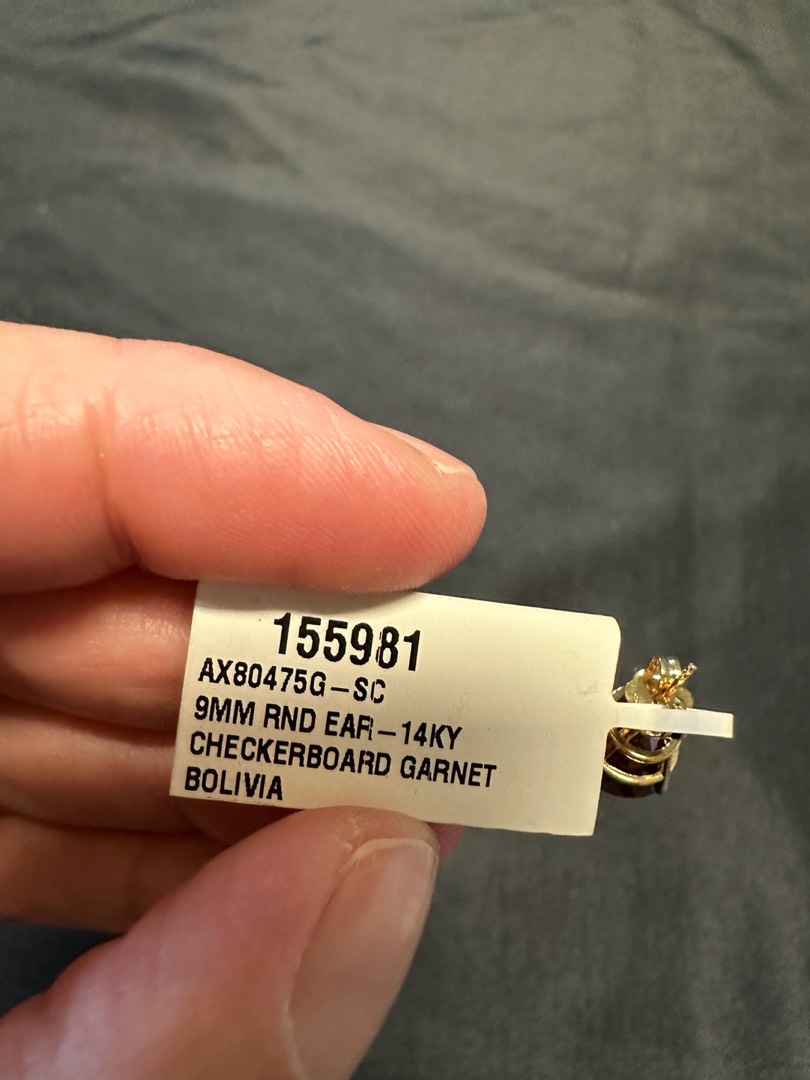 155981
AX80475G-SC
9MM RND EAR-14KY
CHECKERBOARD GARNET
BOLIVIA